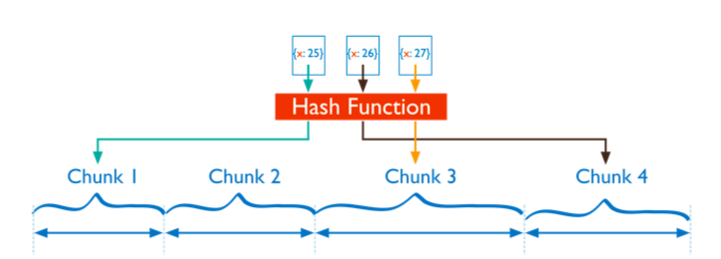 {x: 25} {x: 26} {x: 27}
Hash Function
Chunk 1 Chunk 2 Chunk 3 Chunk 4